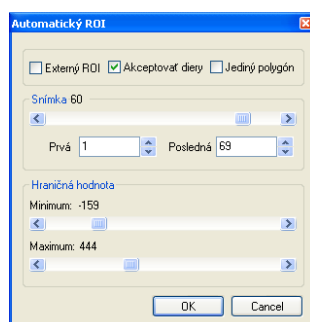 Automatický ROI
Externý ROI Akceptovať diery Jediný polygón
Snímka 60
Prvá 1 Posledná 69
Hraničná hodnota
Minimum: -159
Maximum: 444
OK Cancel